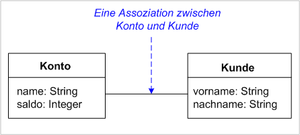 Eine Assoziation zwischen
Konto und Kunde
Konto
name: String
saldo: Integer
Kunde
vorname: String
nachname: String